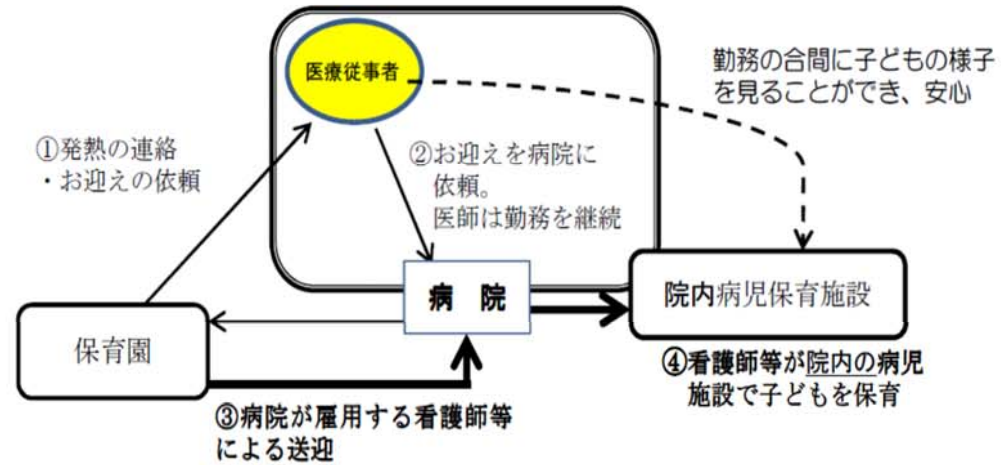 医療従事者
勤務の合間に子どもの様子
を見ることができ、安心
①発熱の連絡
・お迎えの依頼
②お迎えを病院に
依頼。
医師は勤務を継続
病 院
院内病児保育施設
保育園
④看護師等が院内の病児
施設で子どもを保育
③病院が雇用する看護師等
による送迎